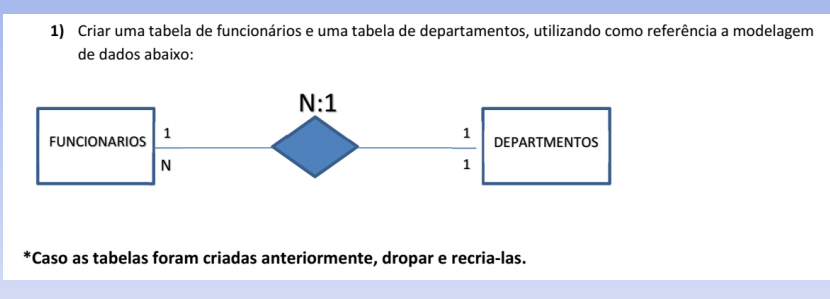 1) Criar uma tabela de funcionários e uma tabela de departamentos, utilizando como referência a modelagem
de dados abaixo:
N:1
FUNCIONARIOS
1
N
1
1
DEPARTMENTOS
*Caso as tabelas foram criadas anteriormente, dropar e recria-las.